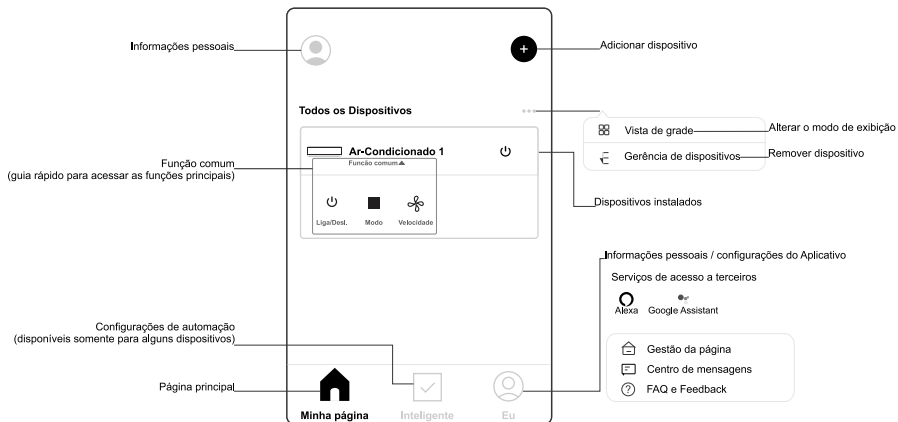 Informações pessoais
Adicionar dispositivo
Todos os Dispositivos
Vista de grade
Alterar o modo de exibição
Gerência de dispositivos
Remover dispositivo
Ar-Condicionado 1
Função comum
(guia rápido para acessar as funções principais)
Funcão comum
Liga/Desl.
Modo
Velocidade
Dispositivos instalados
Informações pessoais / configurações do Aplicativo
Serviços de acesso a terceiros
Alexa
Google Assistant
Configurações de automação
(disponíveis somente para alguns dispositivos)
Gestão da página
Centro de mensagens
FAQ e Feedback
Página principal
Minha página
Inteligente
Eu